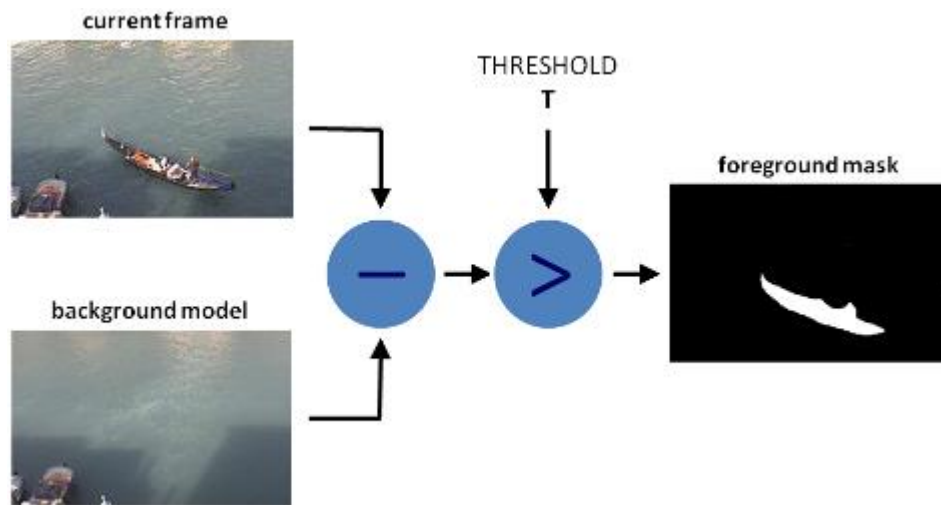 current frame
THRESHOLD
T
foreground mask
−
>
background model